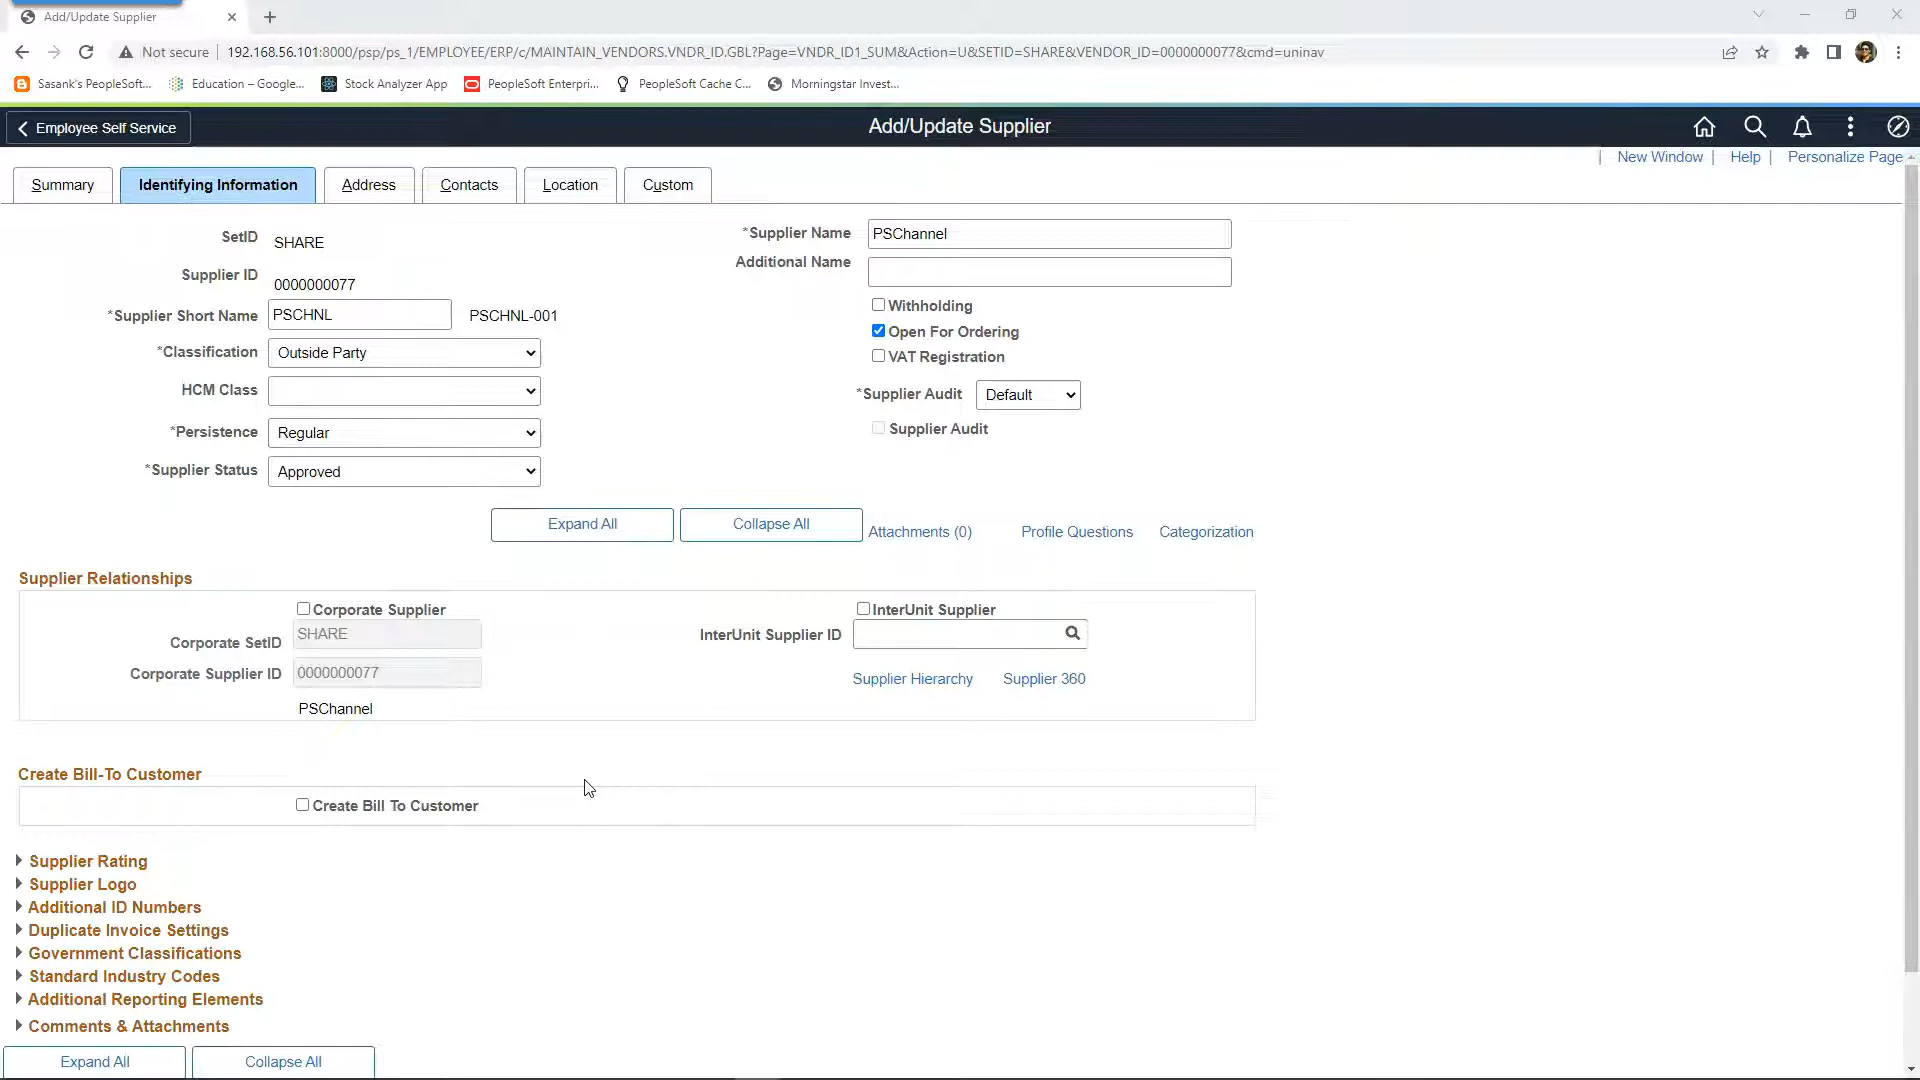 Add/Update Supplier
Not secure
192.168.56.101:8000/psp/ps_1/EMPLOYEE/ERP/c/MAINTAIN_VENDORS.VNDR_ID.GBL?Page=VNDR_ID1_SUM&Action=U&SETID=SHARE&VENDOR_ID=0000000077&cmd=uninav
Sasank's PeopleSoft... Education – Google... Stock Analyzer App PeopleSoft Enterpri... PeopleSoft Cache C... Morningstar Invest...
Employee Self Service
Add/Update Supplier
New Window | Help | Personalize Page
Summary Identifying Information Address Contacts Location Custom
SetID SHARE
*Supplier Name PSChannel
Supplier ID 0000000077
Additional Name
*Supplier Short Name PSCHNL PSCHNL-001
Withholding
Open For Ordering
*Classification Outside Party
VAT Registration
HCM Class
*Supplier Audit Default
*Persistence Regular
Supplier Audit
*Supplier Status Approved
Expand All Collapse All Attachments (0) Profile Questions Categorization
Supplier Relationships
Corporate Supplier
InterUnit Supplier
Corporate SetID SHARE
InterUnit Supplier ID
Corporate Supplier ID 0000000077
Supplier Hierarchy Supplier 360
PSChannel
Create Bill-To Customer
Create Bill To Customer
Supplier Rating
Supplier Logo
Additional ID Numbers
Duplicate Invoice Settings
Government Classifications
Standard Industry Codes
Additional Reporting Elements
Comments & Attachments
Expand All Collapse All